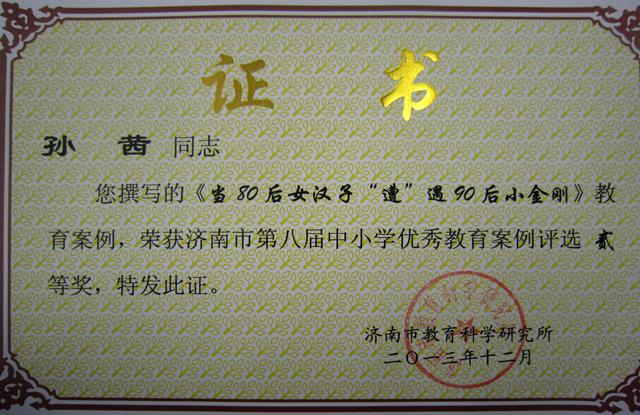 证书
孙茜 同志
您撰写的《当80后女汉子“遭”遇90后小金刚》教
育案例，荣获济南市第八届中小学优秀教育案例评选 贰
等奖，特发此证。
济南市教育科学研究所
二〇一三年十二月